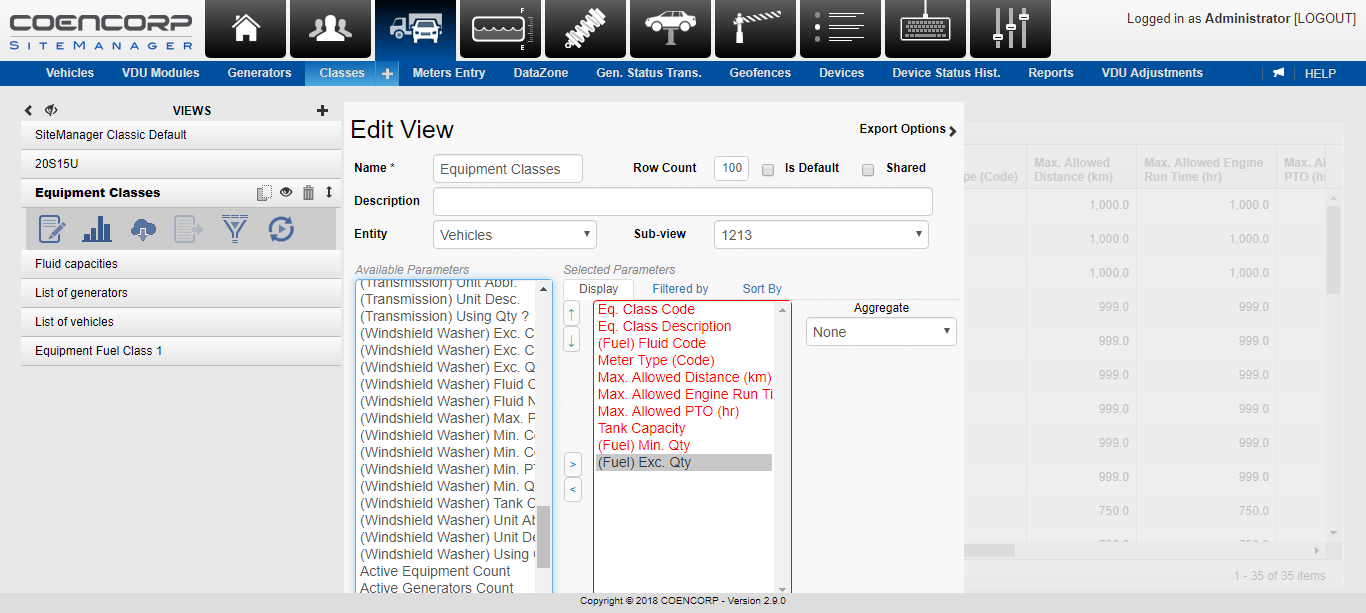 COENCORP
SITEMANAGER
F
E
Logged in as Administrator [LOGOUT]
Vehicles VDU Modules Generators Classes + Meters Entry DataZone Gen. Status Trans. Geofences Devices Device Status Hist. Reports VDU Adjustments HELP
VIEWS
SiteManager Classic Default
20S15U
Equipment Classes
Fluid capacities
List of generators
List of vehicles
Equipment Fuel Class 1
Edit View
Export Options
Name * Equipment Classes Row Count 100 Is Default Shared
Description
Entity Vehicles Sub-view 1213
Available Parameters
(Transmission) Unit Abbr.
(Transmission) Unit Desc.
(Transmission) Using Qty ?
(Windshield Washer) Exc. C
(Windshield Washer) Exc. C
(Windshield Washer) Exc. Q
(Windshield Washer) Fluid C
(Windshield Washer) Fluid N
(Windshield Washer) Max. P
(Windshield Washer) Min. C
(Windshield Washer) Min. C
(Windshield Washer) Min. P
(Windshield Washer) Min. Q
(Windshield Washer) Tank C
(Windshield Washer) Unit Ab
(Windshield Washer) Unit De
(Windshield Washer) Using
Active Equipment Count
Active Generators Count
Selected Parameters
Display Filtered by Sort By
Eq. Class Code
Eq. Class Description
(Fuel) Fluid Code
Meter Type (Code)
Max. Allowed Distance (km)
Max. Allowed Engine Run Ti
Max. Allowed PTO (hr)
Tank Capacity
(Fuel) Min. Qty
(Fuel) Exc. Qty
>
<
Aggregate
None
pe (Code) Max. Allowed Distance (km) Max. Allowed Engine Run Time (hr) Max. Al PTO (h
1,000.0 1,000.0
1,000.0 1,000.0
1,000.0 1,000.0
999.0 999.0
999.0 999.0
999.0 999.0
999.0 999.0
999.0 999.0
999.0 999.0
750.0 750.0
1 - 35 of 35 items
Copyright © 2018 COENCORP - Version 2.9.0